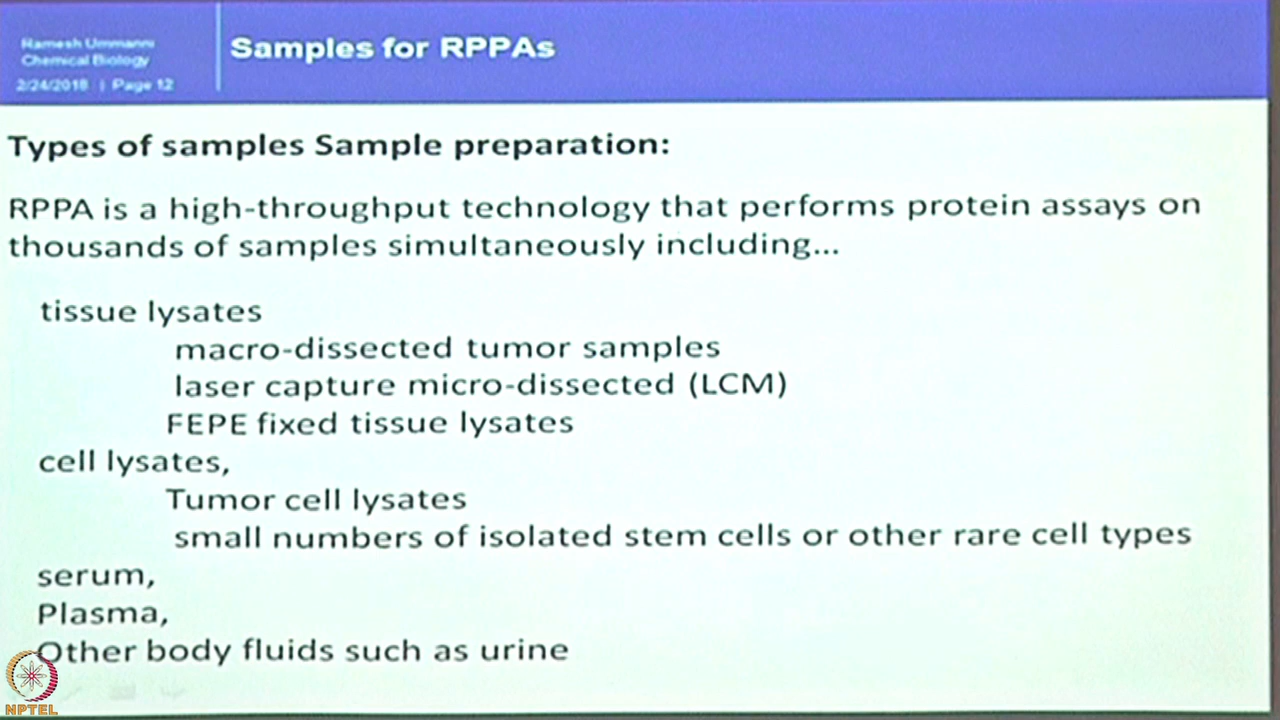 Ramesh Ummanni
Chemical Biology
2/24/2018 | Page 12
Samples for RPPAs
Types of samples Sample preparation:
RPPA is a high-throughput technology that performs protein assays on
thousands of samples simultaneously including...
tissue lysates
macro-dissected tumor samples
laser capture micro-dissected (LCM)
FEPE fixed tissue lysates
cell lysates,
Tumor cell lysates
small numbers of isolated stem cells or other rare cell types
serum,
Plasma,
Other body fluids such as urine
NPTEL